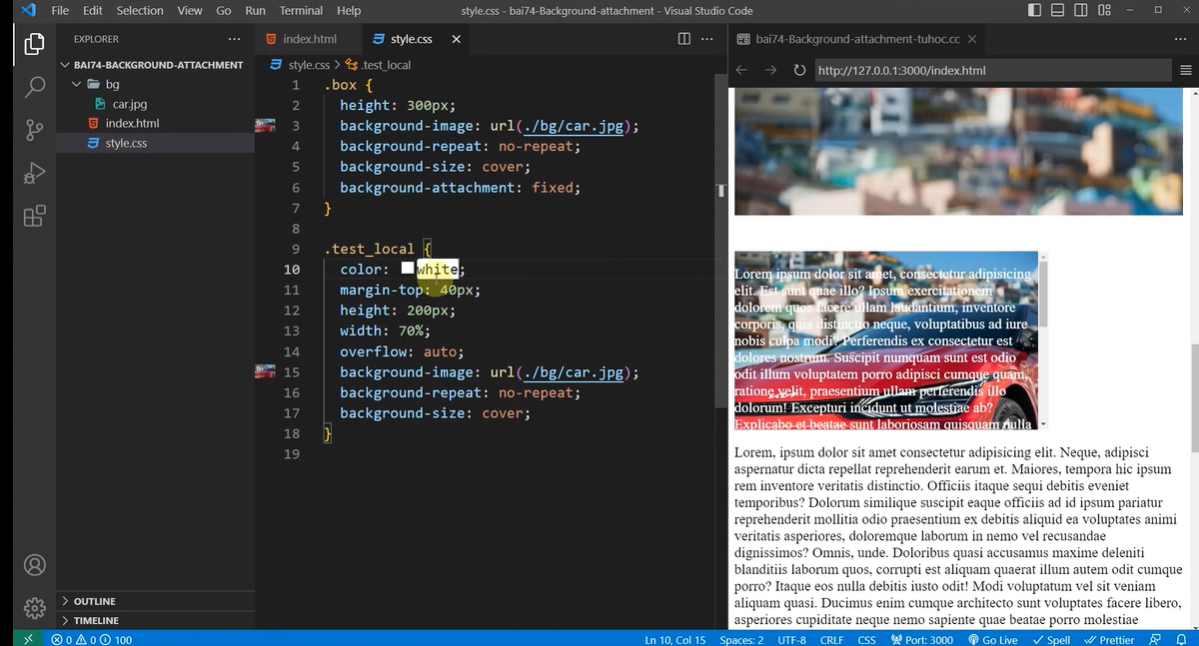 File Edit Selection View Go Run Terminal Help
style.css - bai74-Background-attachment - Visual Studio Code
EXPLORER
BAI74-BACKGROUND-ATTACHMENT
bg
car.jpg
index.html
style.css
OUTLINE
TIMELINE
index.html
style.css
style.css > .test_local
1 .box {
2 height: 300px;
3 background-image: url(./bg/car.jpg);
4 background-repeat: no-repeat;
5 background-size: cover;
6 background-attachment: fixed;
7 }
8
9 .test_local {
10 color: white;
11 margin-top: 40px;
12 height: 200px;
13 width: 70%;
14 overflow: auto;
15 background-image: url(./bg/car.jpg);
16 background-repeat: no-repeat;
17 background-size: cover;
18 }
19
bai74-Background-attachment-tuhoc.cc
http://127.0.0.1:3000/index.html
Lorem ipsum dolor sit amet, consectetur adipisicing
elit. Est sunt quae illo? Ipsum exercitationem
dolorem quos facere ullam laudantium, inventore
corporis, quia distinctio neque, voluptatibus ad iure
nobis culpa modi? Perferendis ex consectetur est
dolores nostrum. Suscipit numquam sunt est odio
odit illum voluptatem porro adipisci cumque quam,
ratione velit, praesentium ullam perferendis illo
dolorum! Excepturi incidunt ut molestiae ab?
Explicabo et beatae sunt laboriosam quisquam nulla
Lorem, ipsum dolor sit amet consectetur adipisicing elit. Neque, adipisci
aspernatur dicta repellat reprehenderit earum et. Maiores, tempora hic ipsum
rem inventore veritatis distinctio. Officiis itaque sequi debitis eveniet
temporibus? Dolorum similique suscipit eaque officiis ad id ipsum pariatur
reprehenderit mollitia odio praesentium ex debitis aliquid ea voluptates animi
veritatis asperiores, doloremque laborum in nemo vel recusandae
dignissimos? Omnis, unde. Doloribus quasi accusamus maxime deleniti
blanditiis laborum quos, corrupti est aliquam quaerat illum autem odit cumque
porro? Itaque eos nulla debitis iusto odit! Modi voluptatum vel sit veniam
aliquam quasi. Ducimus enim cumque architecto sunt voluptates facere libero,
asperiores cupiditate neque nemo sapiente quae beatae porro molestiae
0 0 100
Ln 10, Col 15 Spaces: 2 UTF-8 CRLF CSS Port: 3000 Go Live Spell Prettier